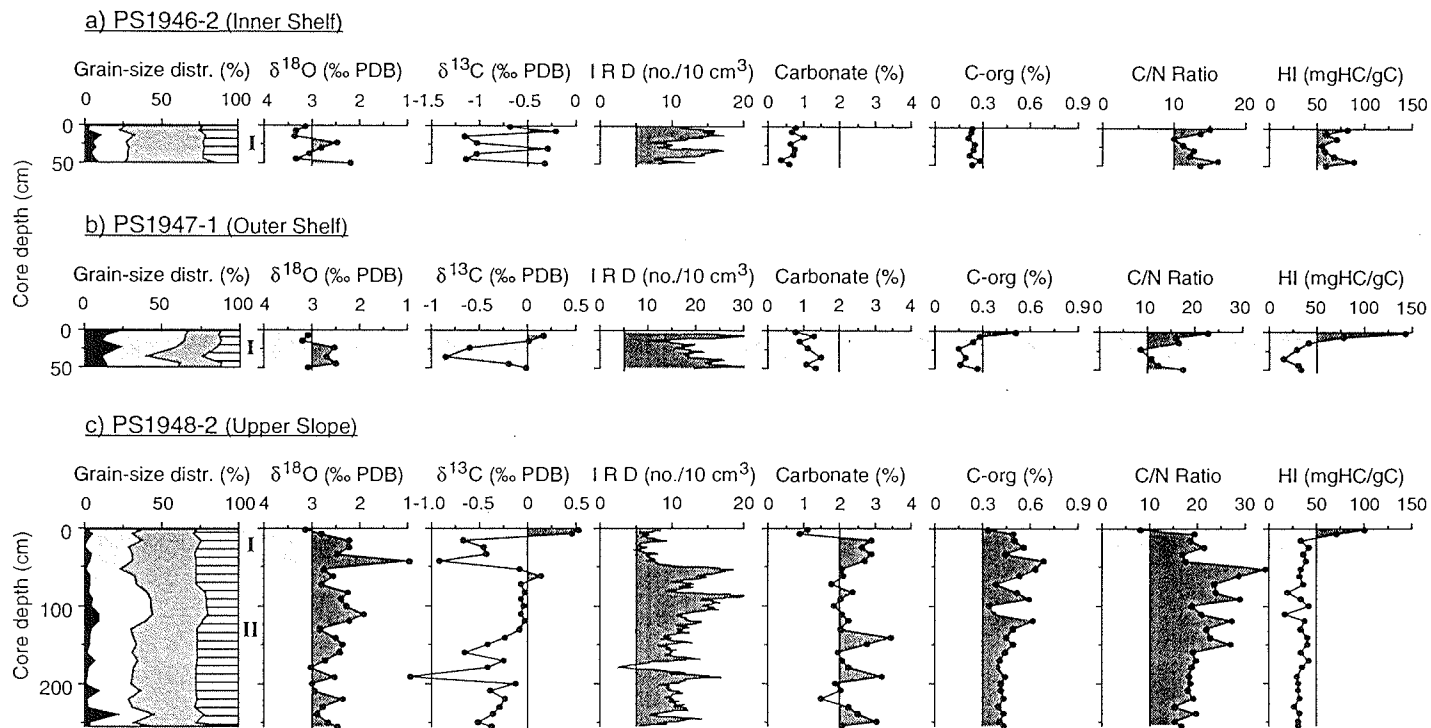 a) PS1946-2 (Inner Shelf)
Grain-size distr. (%) δ18O (‰ PDB) δ13C (‰ PDB) I R D (no./10 cm3) Carbonate (%) C-org (%) C/N Ratio HI (mgHC/gC)
0 50 100 4 3 2 1 -1.5 -1 -0.5 0 0 10 20 0 1 2 3 4 0 0.3 0.6 0.9 0 10 20 0 50 100 150
0
I
50
Core depth (cm)
b) PS1947-1 (Outer Shelf)
Grain-size distr. (%) δ18O (‰ PDB) δ13C (‰ PDB) I R D (no./10 cm3) Carbonate (%) C-org (%) C/N Ratio HI (mgHC/gC)
0 50 100 4 3 2 1 -1 -0.5 0 0.5 0 10 20 30 0 1 2 3 4 0 0.3 0.6 0.9 0 10 20 30 0 50 100 150
0
I
50
c) PS1948-2 (Upper Slope)
Grain-size distr. (%) δ18O (‰ PDB) δ13C (‰ PDB) I R D (no./10 cm3) Carbonate (%) C-org (%) C/N Ratio HI (mgHC/gC)
0 50 100 4 3 2 1 -1.0 -0.5 0 0.5 0 10 20 0 1 2 3 4 0 0.3 0.6 0.9 0 10 20 30 0 50 100 150
0
I
100
II
200
Core depth (cm)